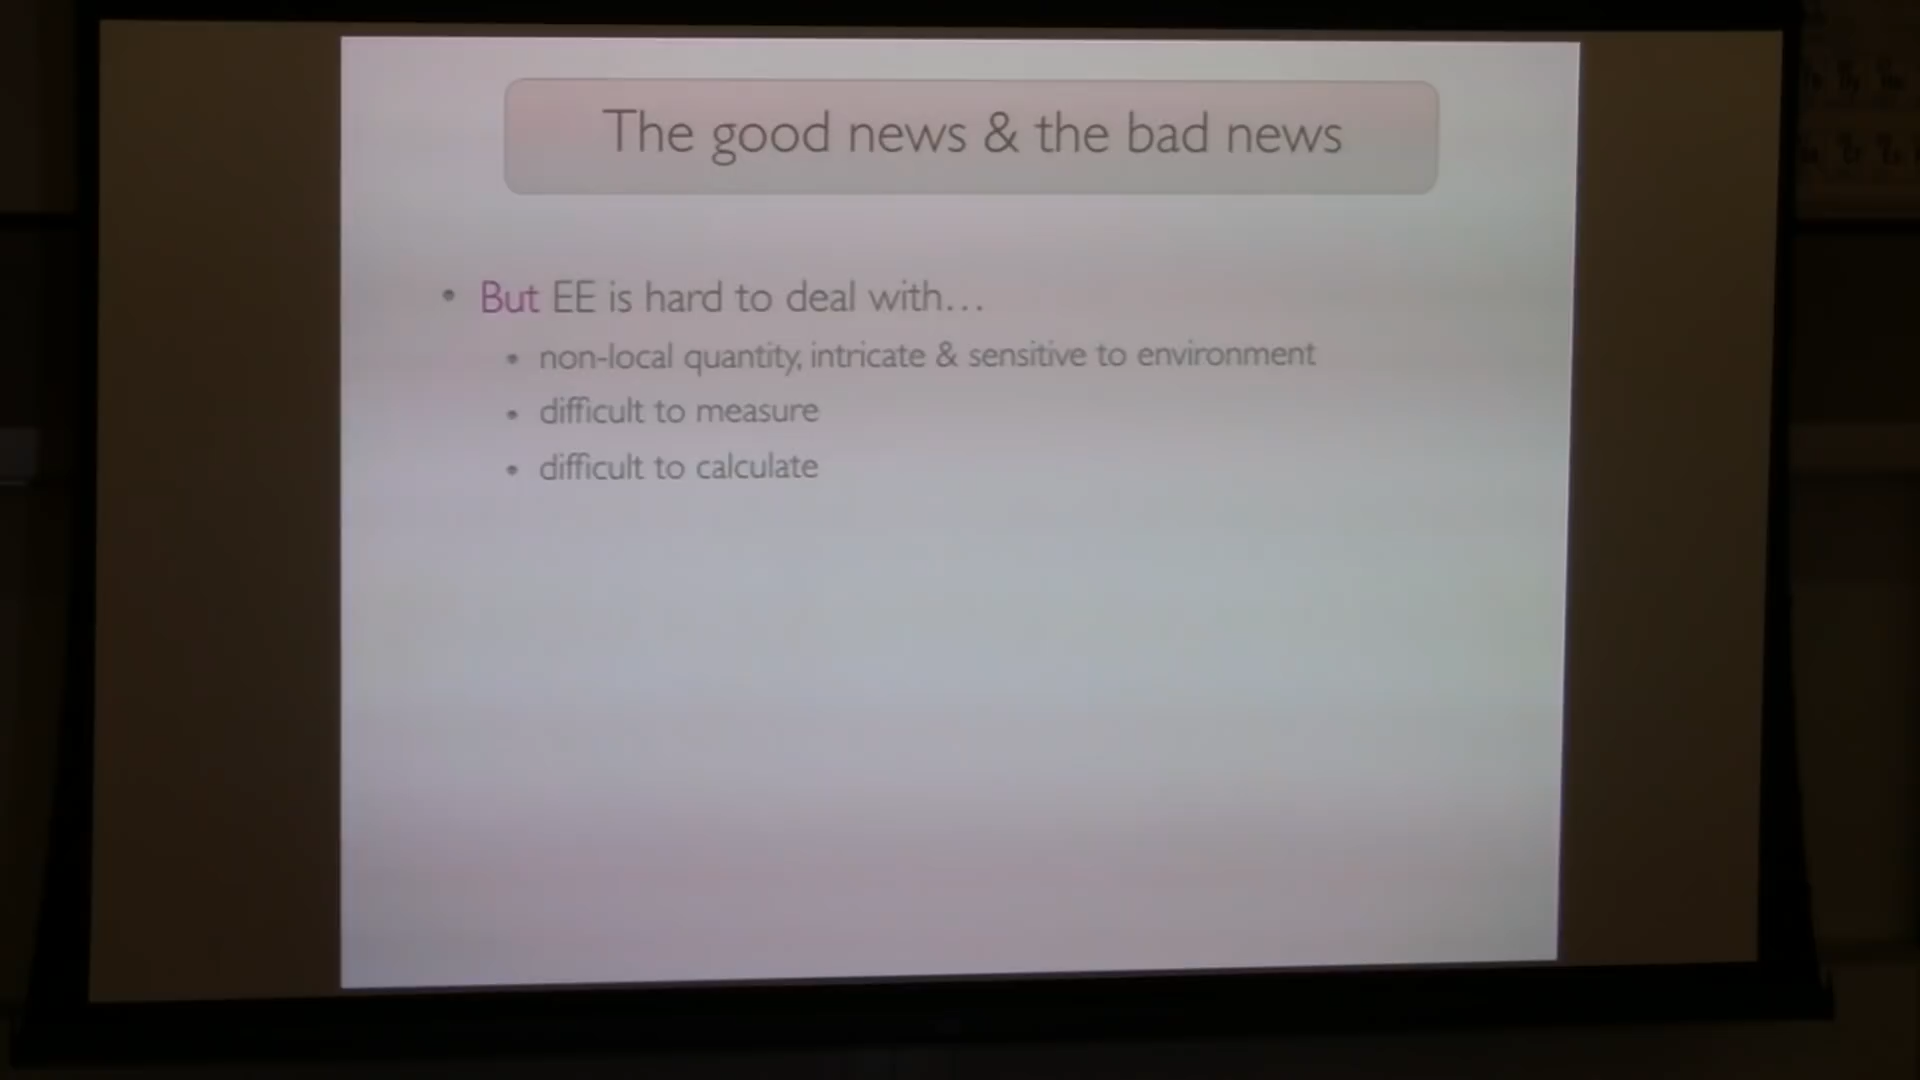 The good news & the bad news
• But EE is hard to deal with...
• non-local quantity, intricate & sensitive to environment
• difficult to measure
• difficult to calculate